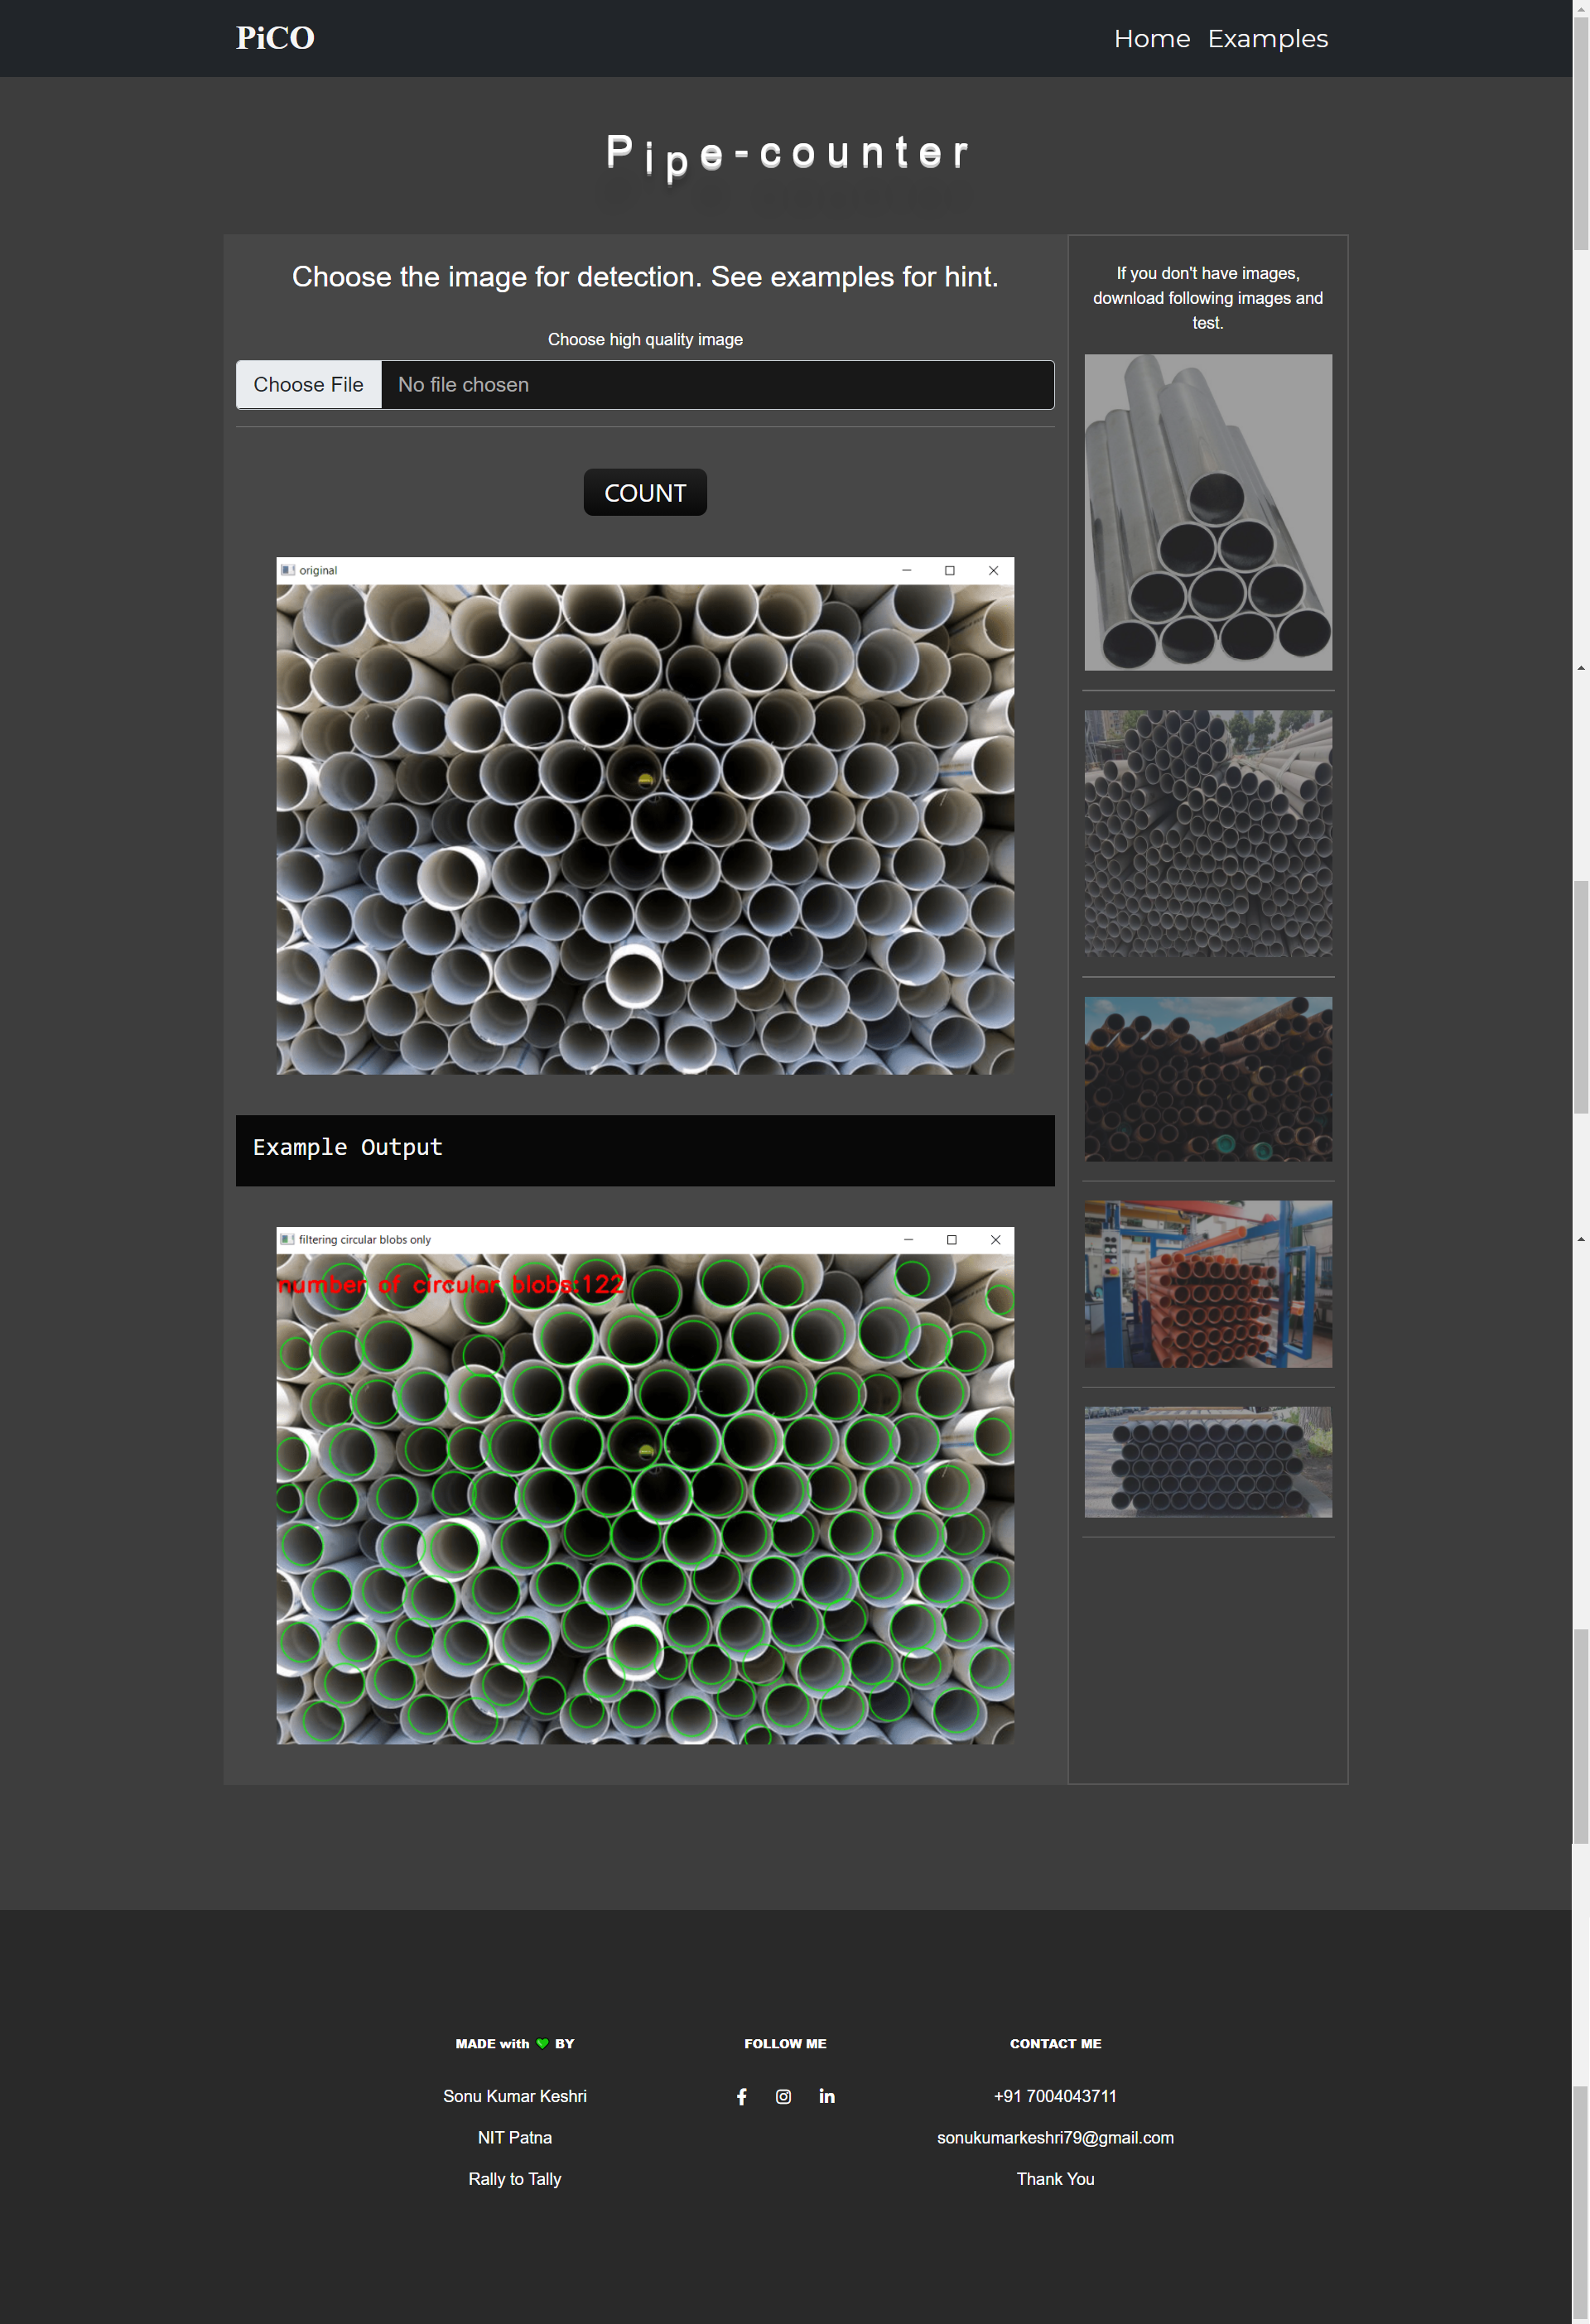 PiCO
Home Examples
Pipe-counter
Choose the image for detection. See examples for hint.
Choose high quality image
Choose File No file chosen
COUNT
original
Example Output
filtering circular blobs only
number of circular blobs:122
If you don't have images,
download following images and
test.
MADE with 💚 BY
Sonu Kumar Keshri
NIT Patna
Rally to Tally
FOLLOW ME
CONTACT ME
+91 7004043711
sonukumarkeshri79@gmail.com
Thank You